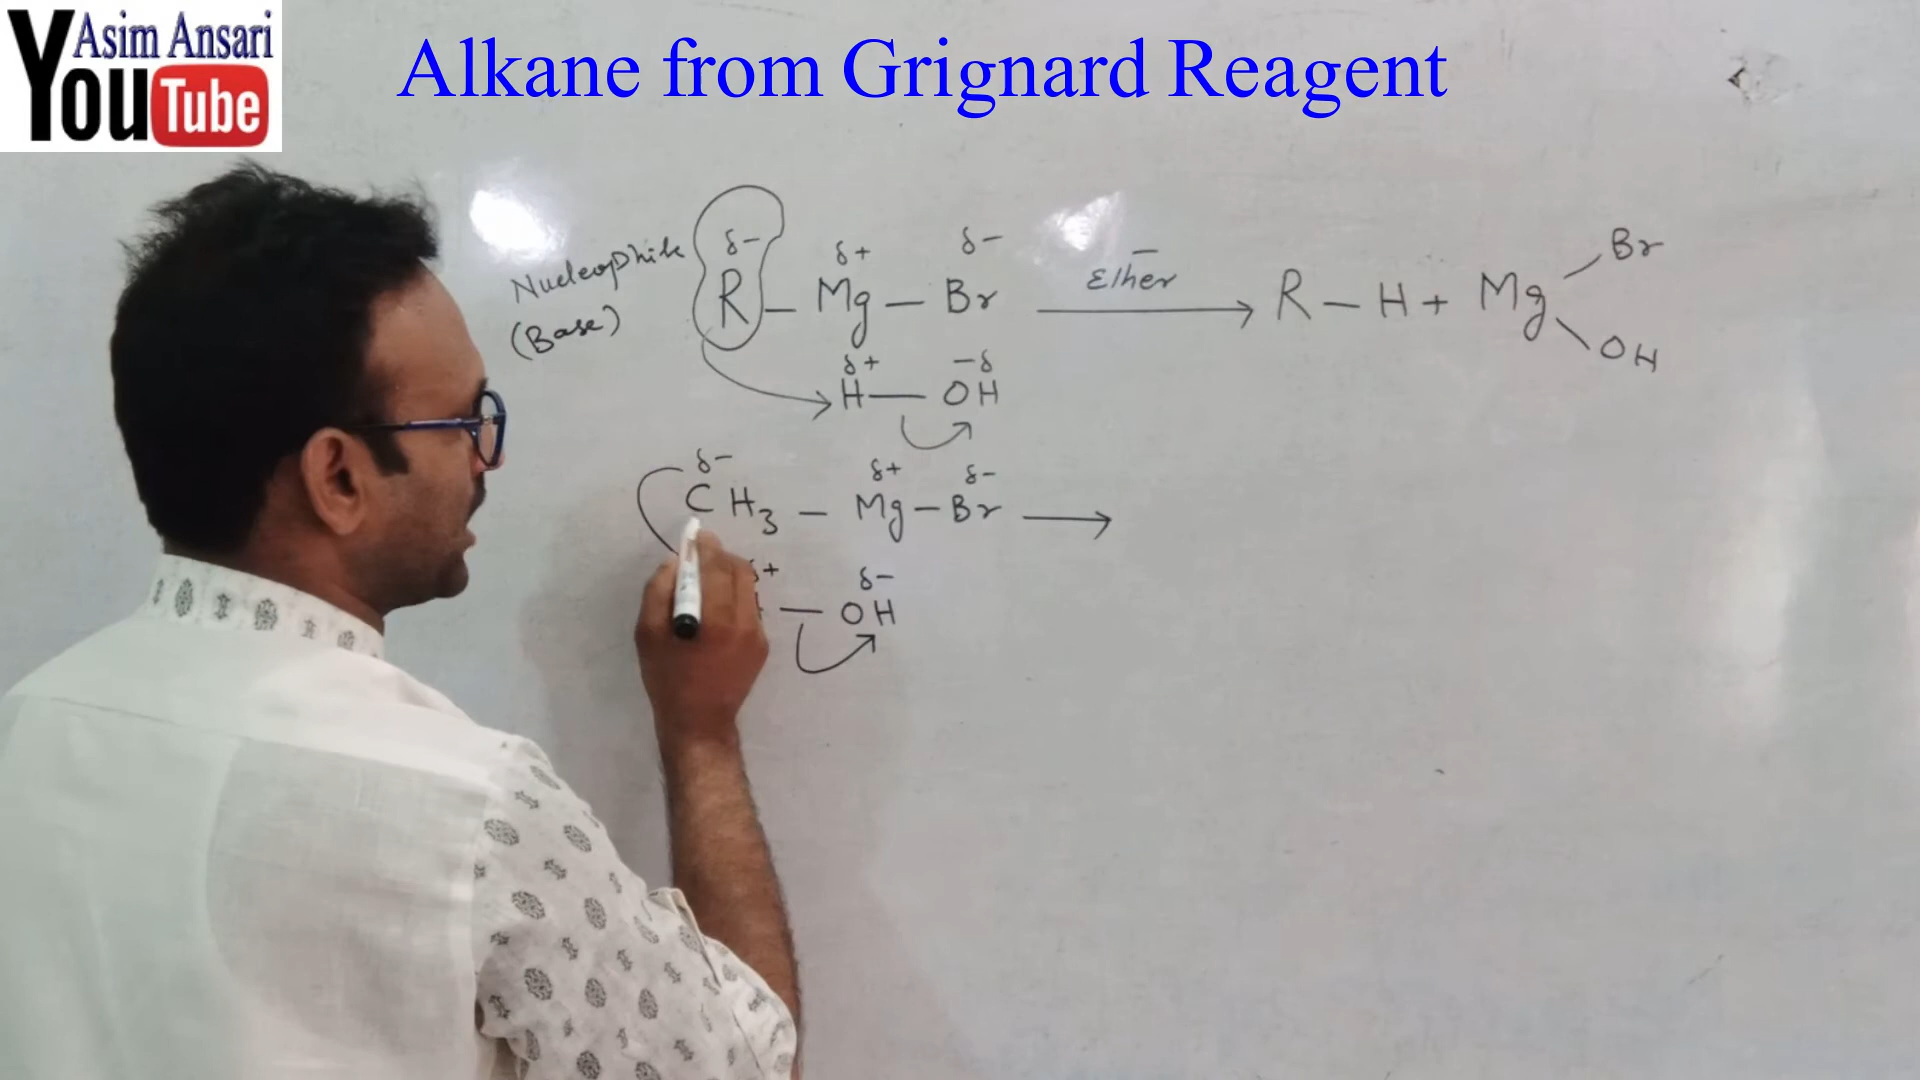 Asim Ansari
YouTube
Alkane from Grignard Reagent
Nucleophile
(Base)
δ- δ+ δ-
R — Mg — Br —Ether→ R — H + Mg
Br
OH
δ+ -δ
H — OH
δ- δ+ δ-
CH3 — Mg — Br →
δ+ δ-
— OH